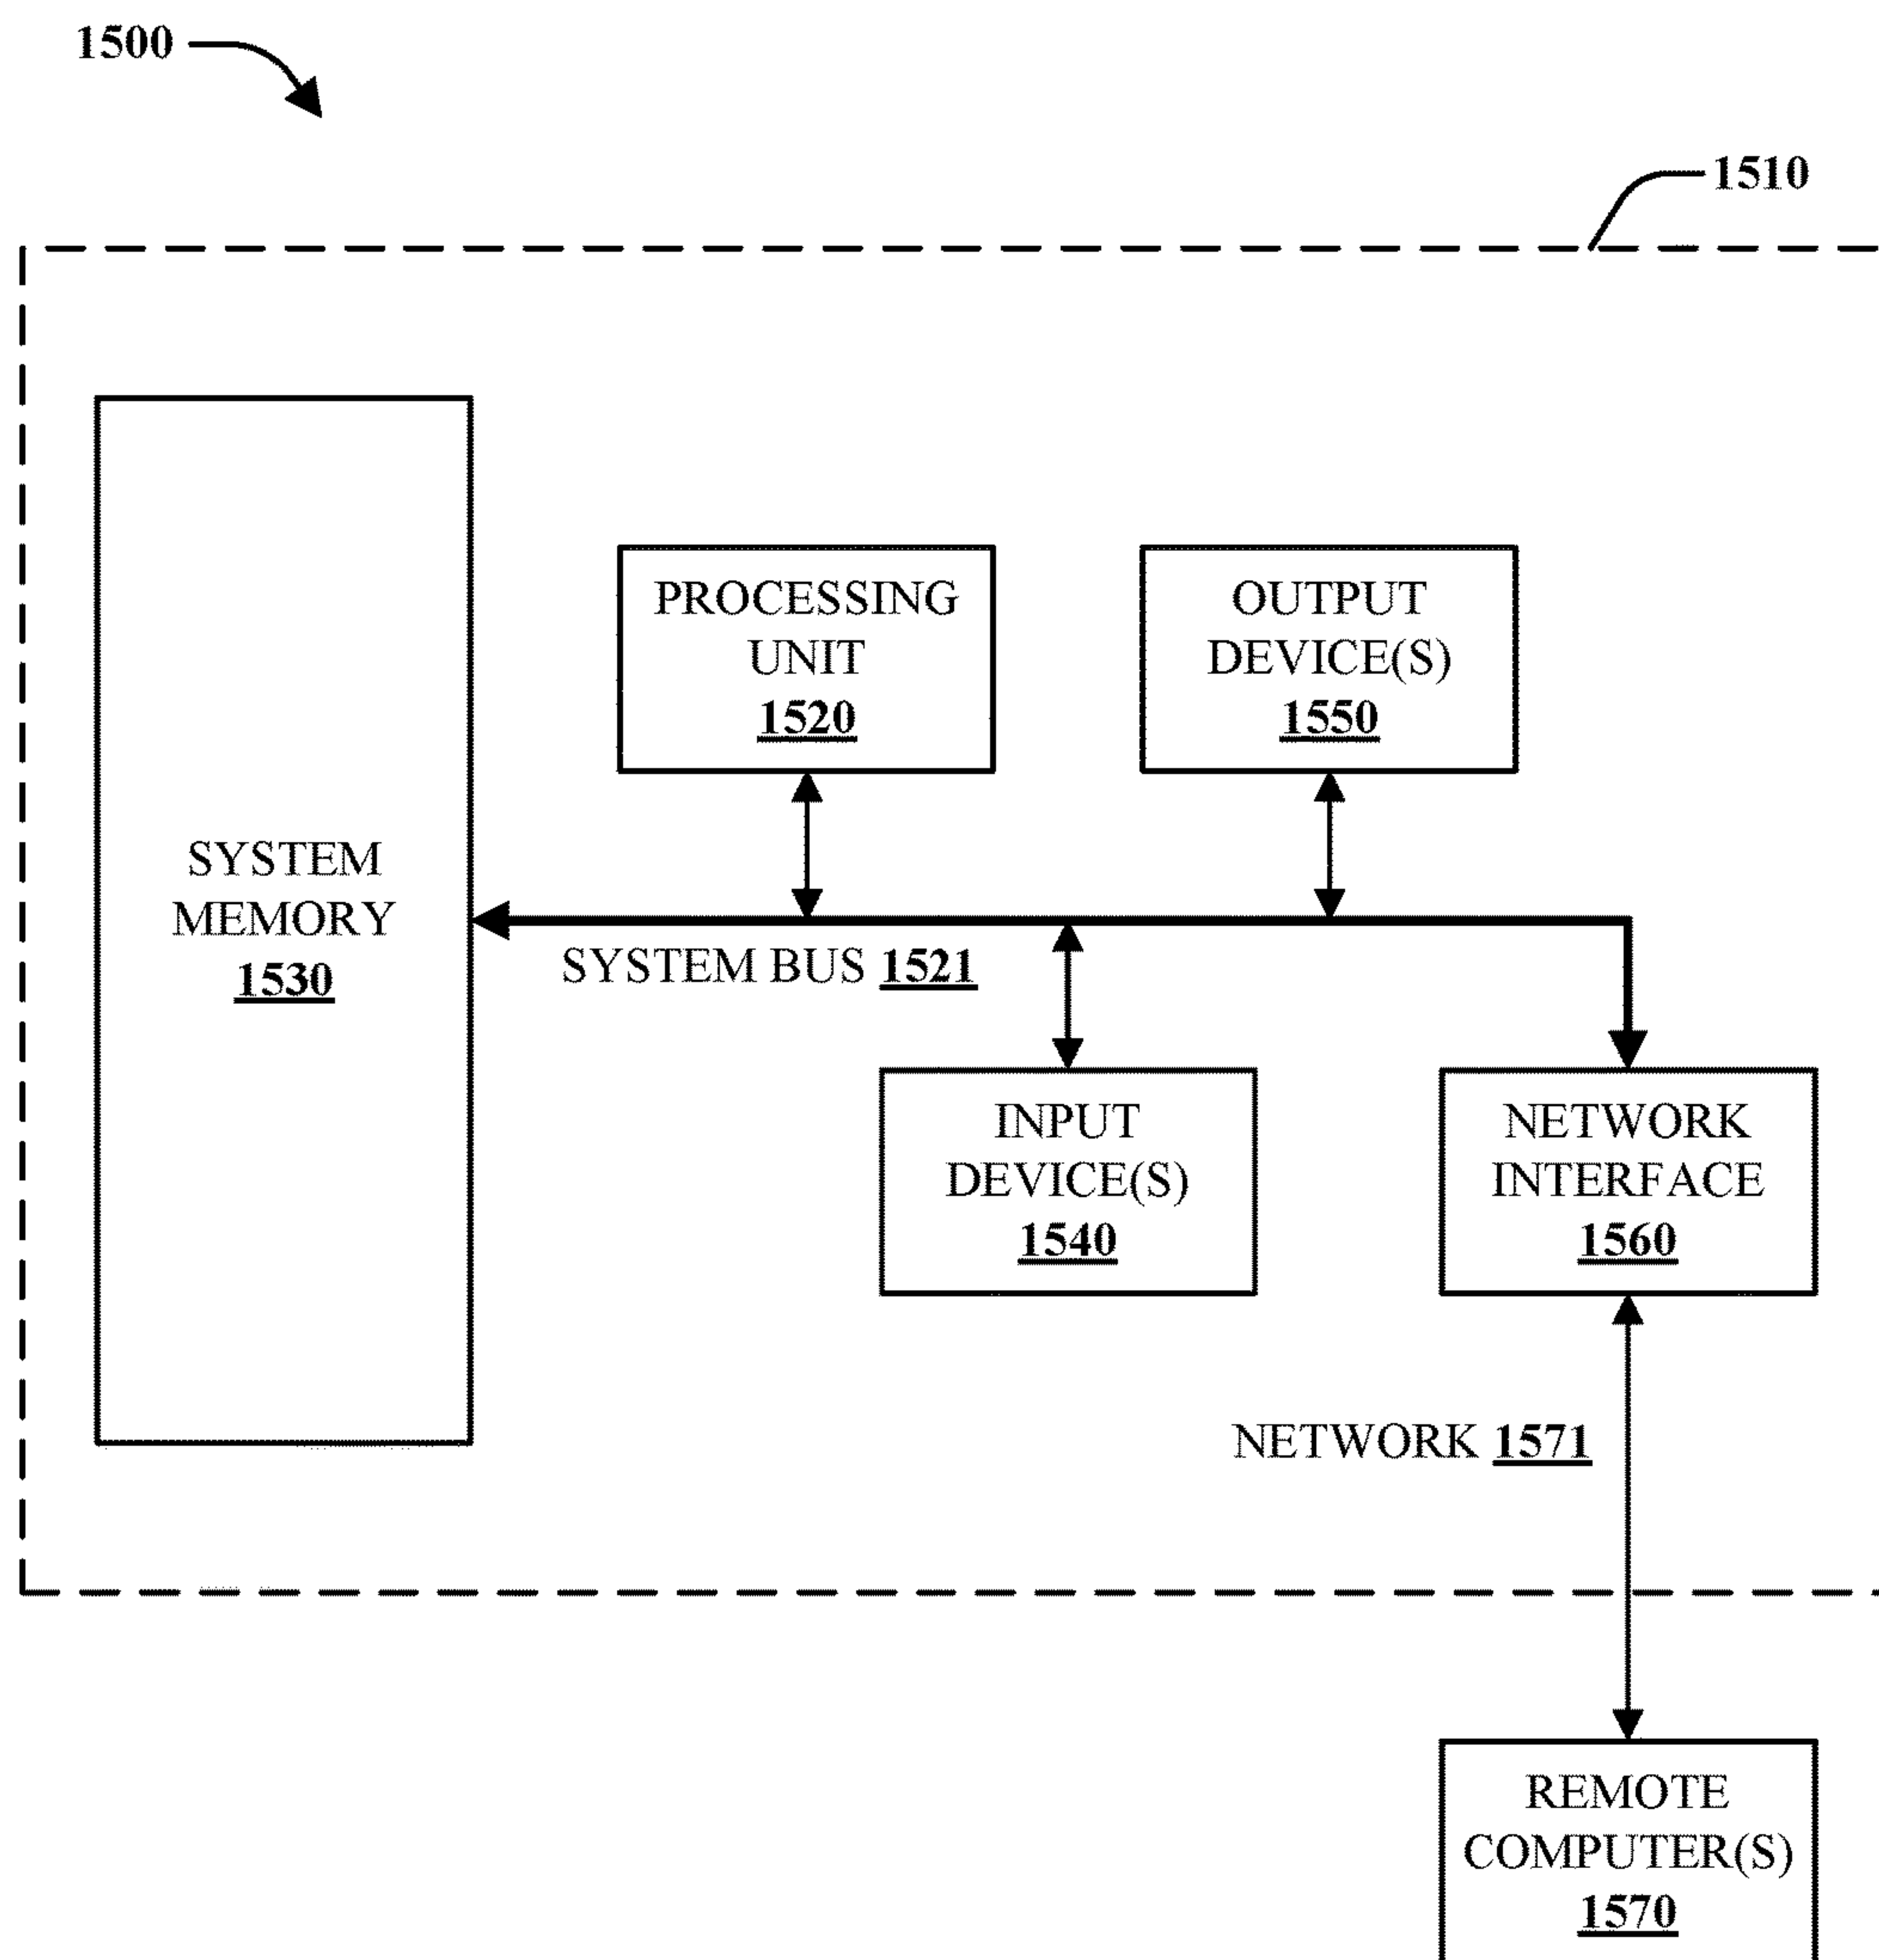 1500
1510
PROCESSING
UNIT
1520
OUTPUT
DEVICE(S)
1550
SYSTEM
MEMORY
1530
SYSTEM BUS 1521
INPUT
DEVICE(S)
1540
NETWORK
INTERFACE
1560
NETWORK 1571
REMOTE
COMPUTER(S)
1570